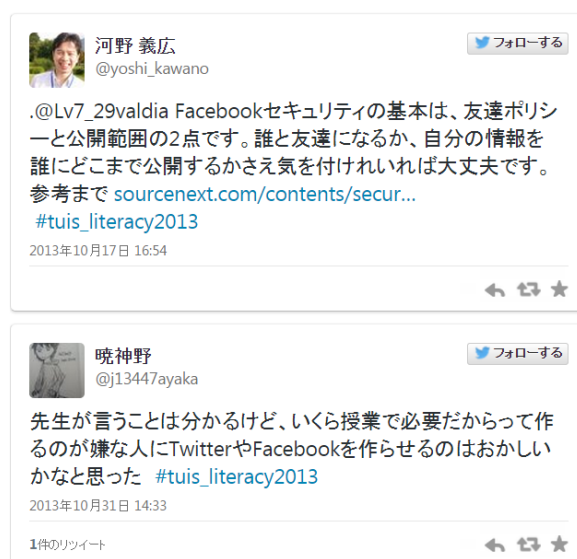 河野 義広
フォローする
@yoshi_kawano
.@Lv7_29valdia Facebookセキュリティの基本は、友達ポリシ
ーと公開範囲の2点です。誰と友達になるか、自分の情報を
誰にどこまで公開するかさえ気を付けれいれば大丈夫です。
参考まで sourcenext.com/contents/secur...
#tuis_literacy2013
2013年10月17日 16:54
暁神野
フォローする
@j13447ayaka
先生が言うことは分かるけど、いくら授業で必要だからって作
るのが嫌な人にTwitterやFacebookを作らせるのはおかしい
かなと思った #tuis_literacy2013
2013年10月31日 14:33
1件のリツイート